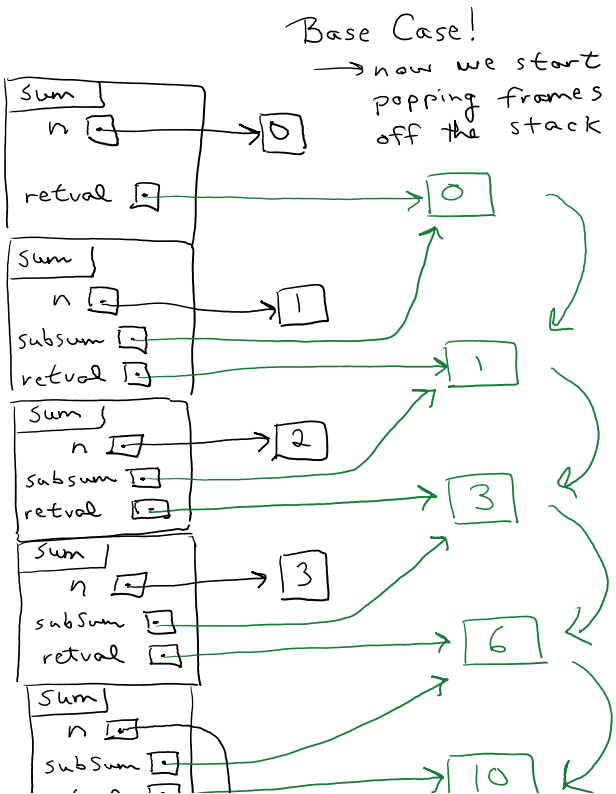 Base Case!
→ now we start
popping frames
off the stack
sum
n 0
retval 0
sum
n 1
subsum
retval 1
sum
n 2
subsum
retval 3
sum
n 3
subsum
retval 6
sum
n
subsum
10